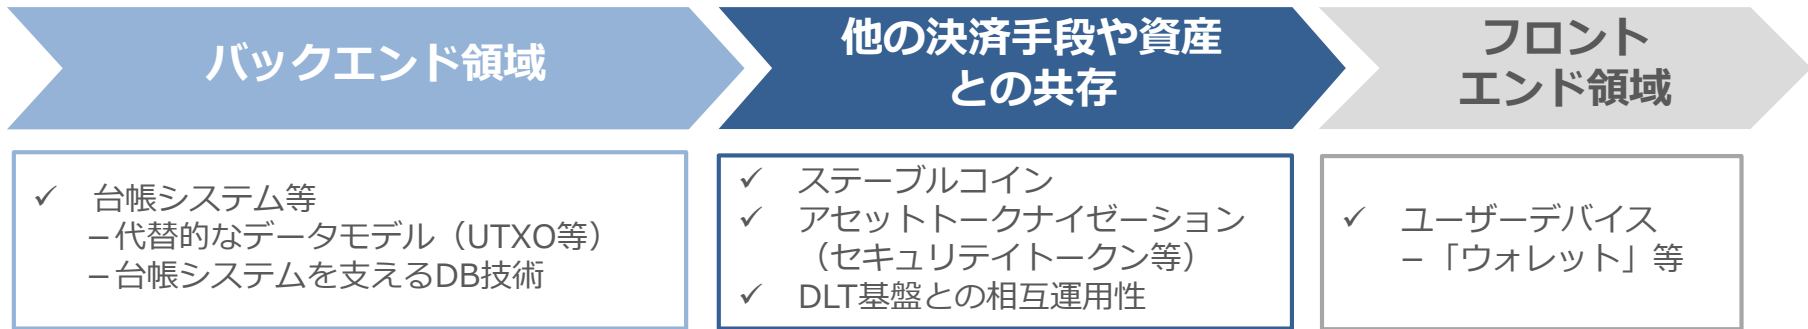 バックエンド領域
他の決済手段や資産
との共存
フロント
エンド領域
✓ 台帳システム等
－代替的なデータモデル（UTXO等）
－台帳システムを支えるDB技術
✓ ステーブルコイン
✓ アセットトークナイゼーション
（セキュリテイトークン等）
✓ DLT基盤との相互運用性
✓ ユーザーデバイス
－「ウォレット」等